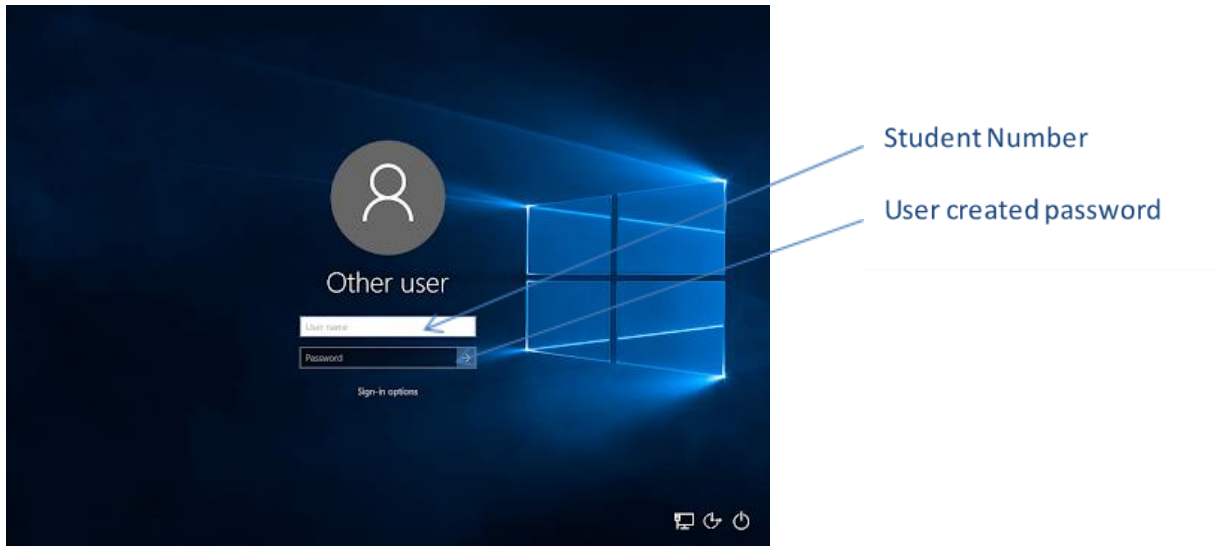 Student Number
User created password
Other user
User name
Password
Sign-in options